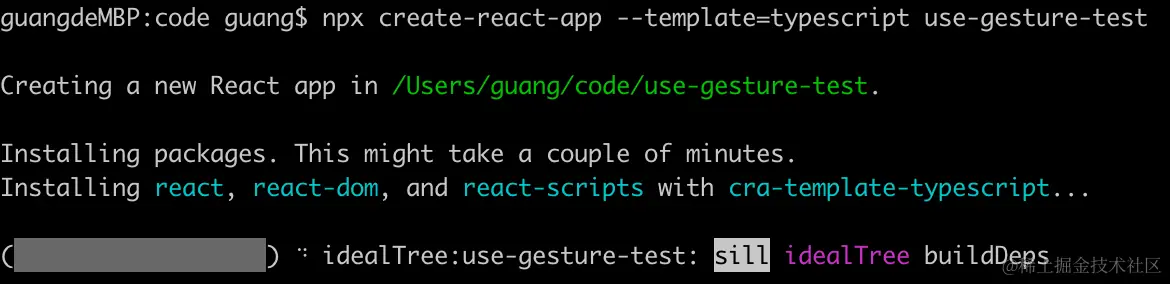 guangdeMBP:code guang$ npx create-react-app --template=typescript use-gesture-test
Creating a new React app in /Users/guang/code/use-gesture-test.
Installing packages. This might take a couple of minutes.
Installing react, react-dom, and react-scripts with cra-template-typescript...
( ) ⠙ idealTree:use-gesture-test: sill idealTree buildDeps
@稀土掘金技术社区